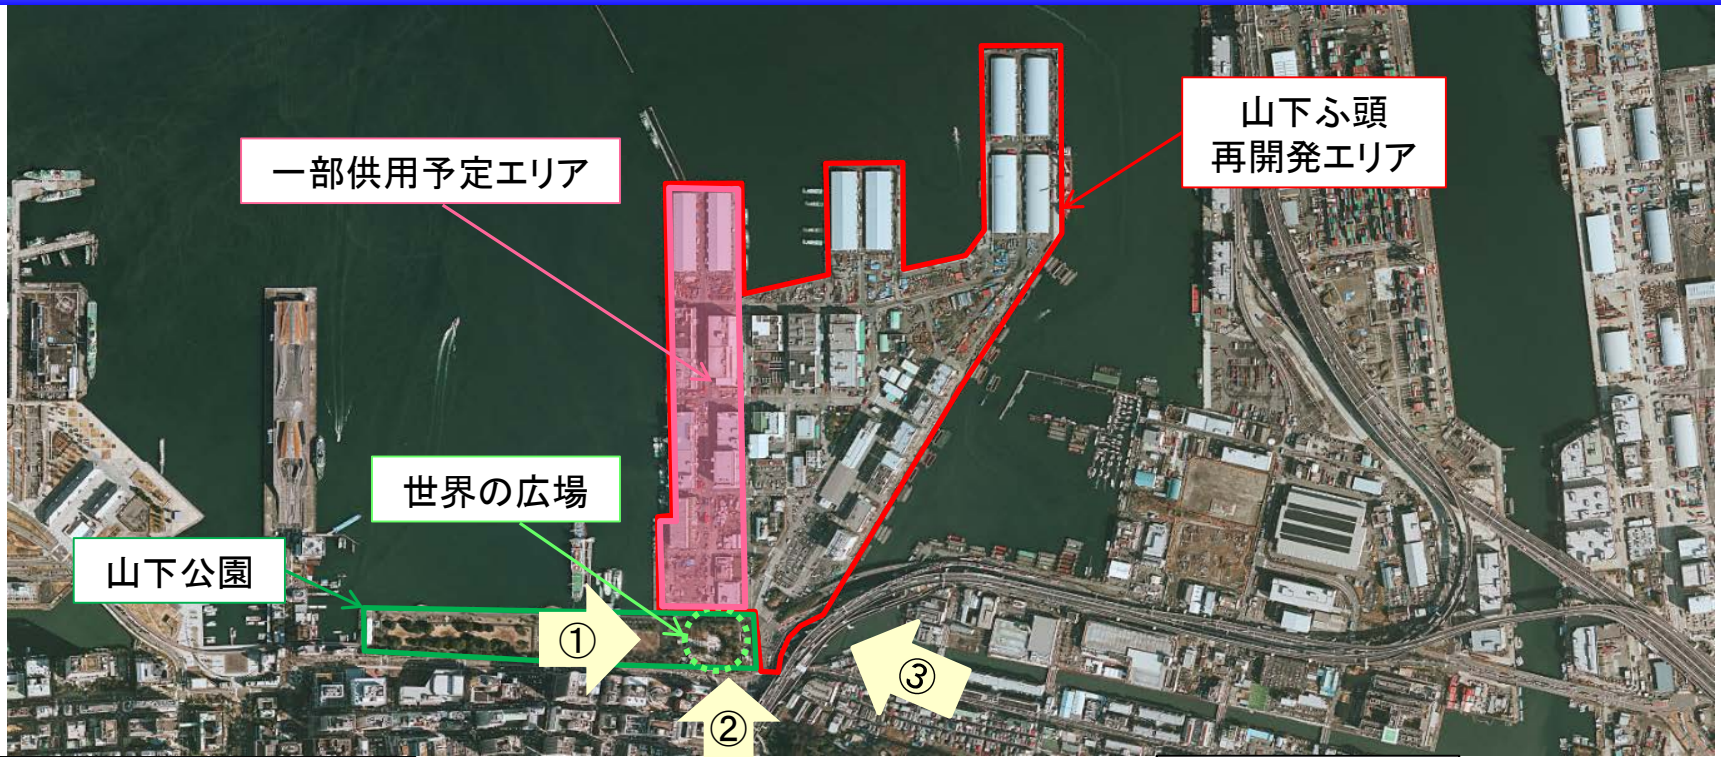 山下ふ頭
再開発エリア
一部供用予定エリア
世界の広場
山下公園
①
②
③